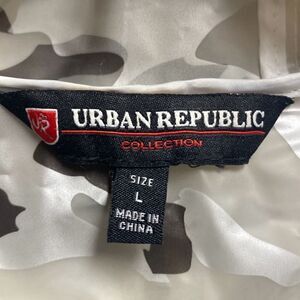 UR
URBAN REPUBLIC
COLLECTION
SIZE
L
MADE IN
CHINA